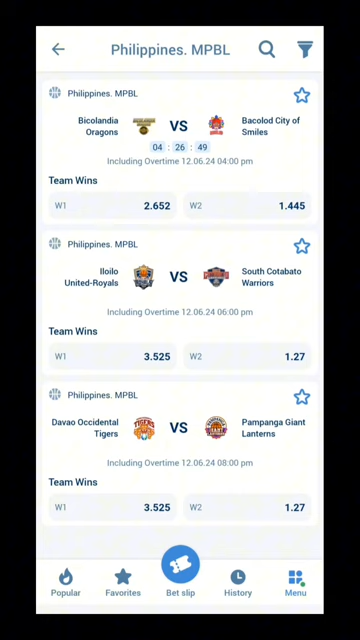 Philippines. MPBL
Philippines. MPBL
Bicolandia
Oragons
VS
Bacolod City of
Smiles
04 : 26 : 49
Including Overtime 12.06.24 04:00 pm
Team Wins
W1 2.652 W2 1.445
Philippines. MPBL
Iloilo
United-Royals
VS
South Cotabato
Warriors
Including Overtime 12.06.24 06:00 pm
Team Wins
W1 3.525 W2 1.27
Philippines. MPBL
Davao Occidental
Tigers
VS
Pampanga Giant
Lanterns
Including Overtime 12.06.24 08:00 pm
Team Wins
W1 3.525 W2 1.27
Popular Favorites Bet slip History Menu